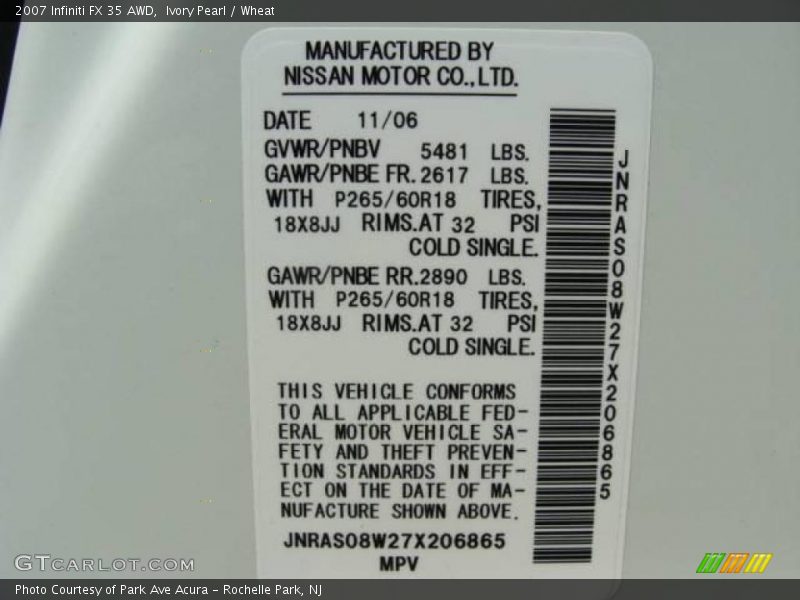 2007 Infiniti FX 35 AWD, Ivory Pearl / Wheat
MANUFACTURED BY
NISSAN MOTOR CO.,LTD.
DATE 11/06
GVWR/PNBV 5481 LBS.
GAWR/PNBE FR. 2617 LBS.
WITH P265/60R18 TIRES,
18X8JJ RIMS.AT 32 PSI
COLD SINGLE.
GAWR/PNBE RR.2890 LBS.
WITH P265/60R18 TIRES,
18X8JJ RIMS.AT 32 PSI
COLD SINGLE.
THIS VEHICLE CONFORMS
TO ALL APPLICABLE FED-
ERAL MOTOR VEHICLE SA-
FETY AND THEFT PREVEN-
TION STANDARDS IN EFF-
ECT ON THE DATE OF MA-
NUFACTURE SHOWN ABOVE.
JNRAS08W27X206865
MPV
JNRAS08W27X206865
GTCARLOT.COM
Photo Courtesy of Park Ave Acura - Rochelle Park, NJ